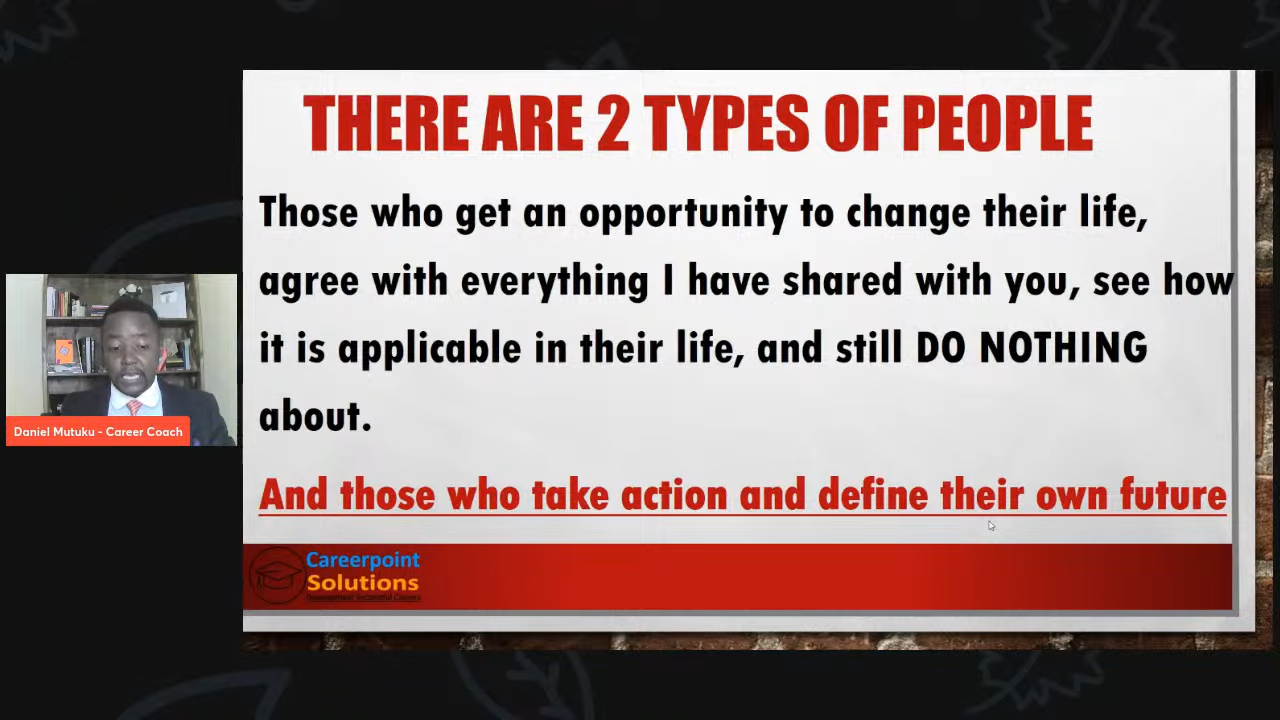 THERE ARE 2 TYPES OF PEOPLE
Those who get an opportunity to change their life,
agree with everything I have shared with you, see how
it is applicable in their life, and still DO NOTHING
about.
And those who take action and define their own future
Daniel Mutuku - Career Coach
Careerpoint
Solutions